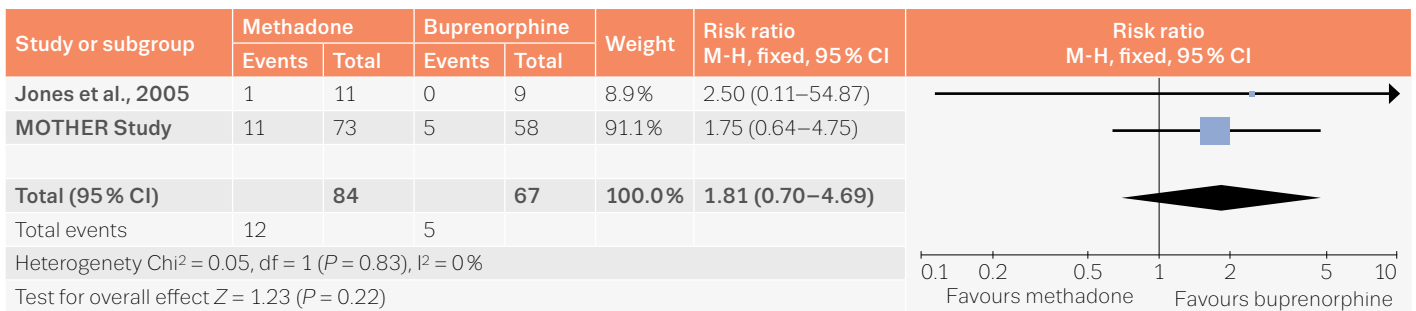 Study or subgroup Methadone Buprenorphine Weight Risk ratio M-H, fixed, 95% CI Risk ratio M-H, fixed, 95% CI
Events Total Events Total
Jones et al., 2005 1 11 0 9 8.9% 2.50 (0.11–54.87)
MOTHER Study 11 73 5 58 91.1% 1.75 (0.64–4.75)
Total (95% CI) 84 67 100.0% 1.81 (0.70–4.69)
Total events 12 5
Heterogenety Chi² = 0.05, df = 1 (P = 0.83), I² = 0%
Test for overall effect Z = 1.23 (P = 0.22)
0.1 0.2 0.5 1 2 5 10
Favours methadone Favours buprenorphine